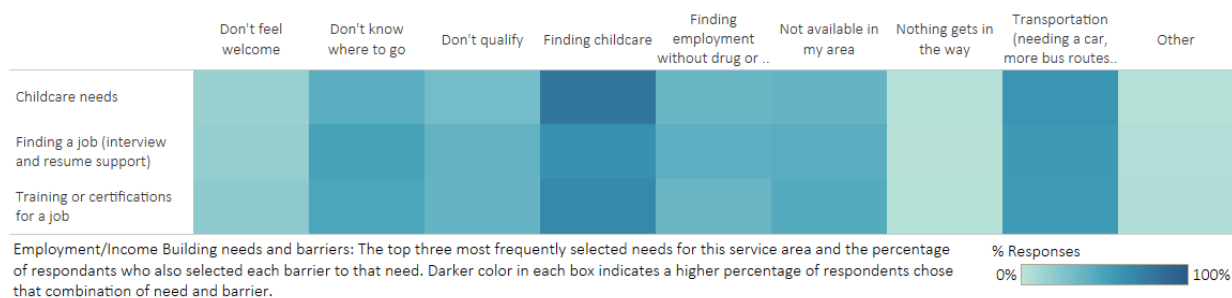 Don't feel
welcome
Don't know
where to go
Don't qualify
Finding childcare
Finding
employment
without drug or ..
Not available in
my area
Nothing gets in
the way
Transportation
(needing a car,
more bus routes..
Other
Childcare needs
Finding a job (interview
and resume support)
Training or certifications
for a job
Employment/Income Building needs and barriers: The top three most frequently selected needs for this service area and the percentage
of respondants who also selected each barrier to that need. Darker color in each box indicates a higher percentage of respondents chose
that combination of need and barrier.
% Responses
0% 100%